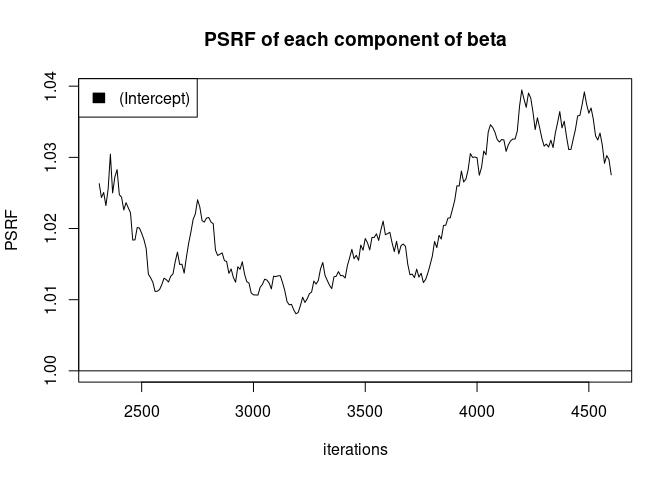 PSRF of each component of beta
(Intercept)
PSRF
1.04
1.03
1.02
1.01
1.00
2500 3000 3500 4000 4500
iterations